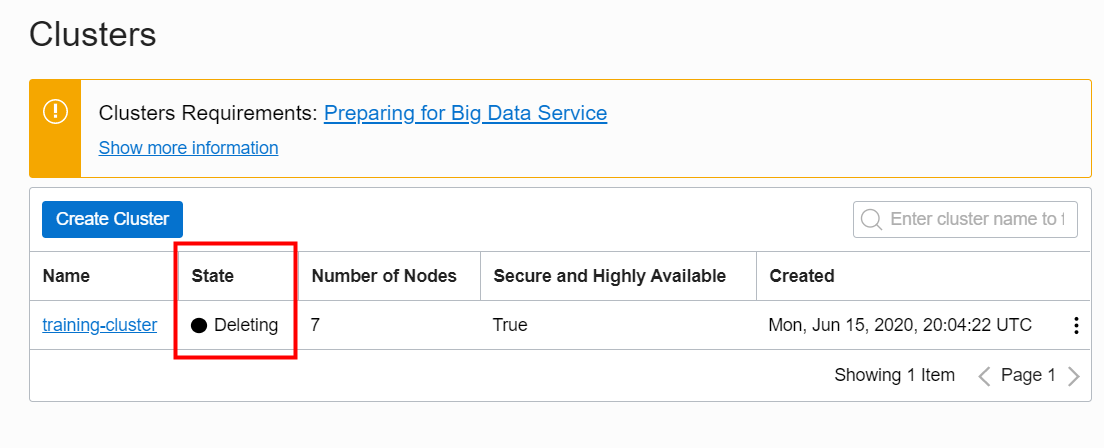 Clusters
Clusters Requirements: Preparing for Big Data Service
Show more information
Create Cluster
Enter cluster name to f
Name State Number of Nodes Secure and Highly Available Created
training-cluster Deleting 7 True Mon, Jun 15, 2020, 20:04:22 UTC
Showing 1 Item Page 1